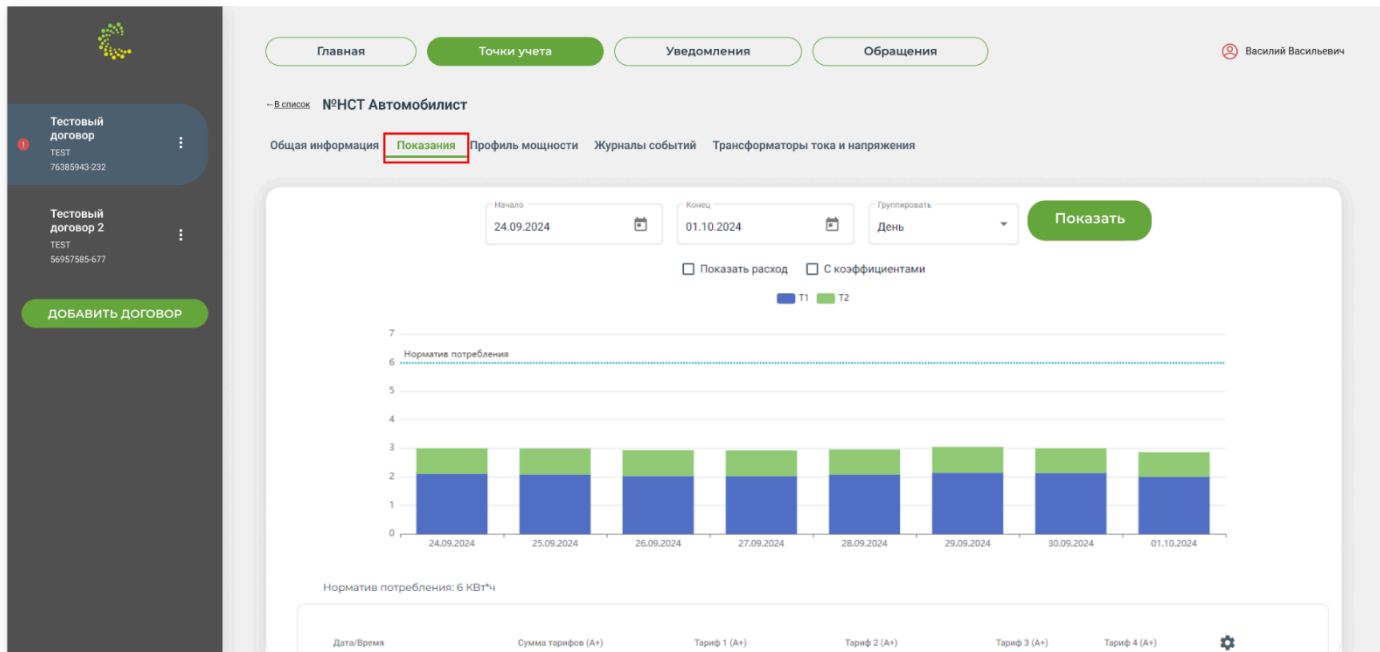 Главная
Точки учета
Уведомления
Обращения
Василий Васильевич
←В список №НСТ Автомобилист
Общая информация Показания Профиль мощности Журналы событий Трансформаторы тока и напряжения
Тестовый
договор
TEST
76385943-232
Тестовый
договор 2
TEST
56957585-677
ДОБАВИТЬ ДОГОВОР
Начало
24.09.2024
Конец
01.10.2024
Группировать
День
Показать
Показать расход
С коэффициентами
T1 T2
7
Норматив потребления
6
5
4
3
2
1
0
24.09.2024 25.09.2024 26.09.2024 27.09.2024 28.09.2024 29.09.2024 30.09.2024 01.10.2024
Норматив потребления: 6 КВт*ч
Дата/Время Сумма тарифов (А+) Тариф 1 (А+) Тариф 2 (А+) Тариф 3 (А+) Тариф 4 (А+)